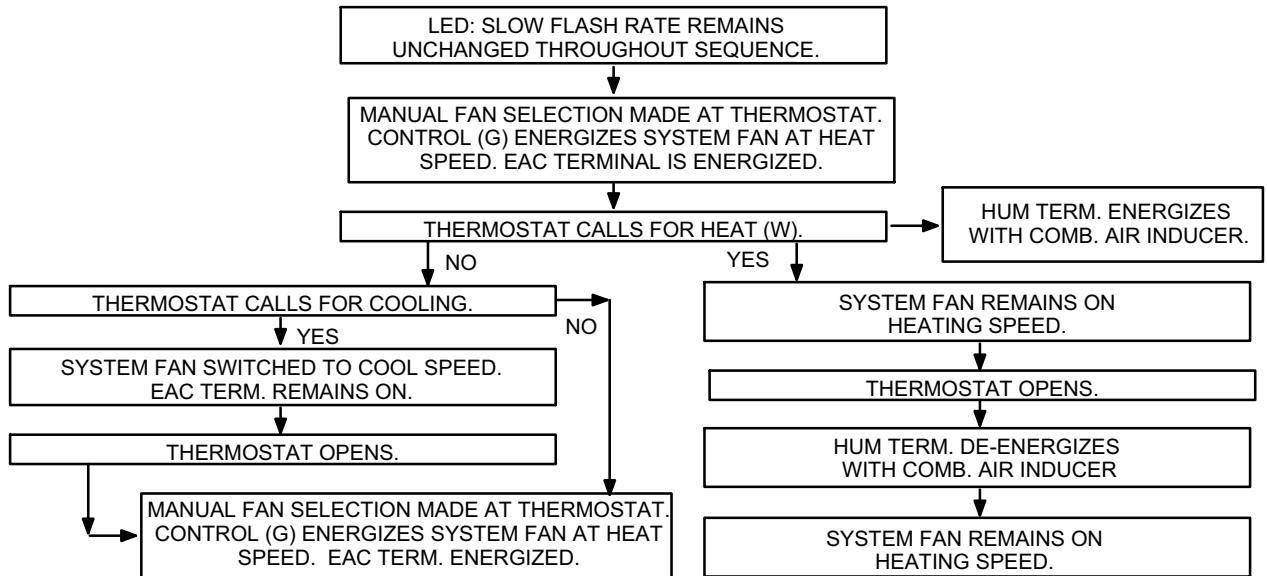 LED: SLOW FLASH RATE REMAINS
UNCHANGED THROUGHOUT SEQUENCE.
MANUAL FAN SELECTION MADE AT THERMOSTAT.
CONTROL (G) ENERGIZES SYSTEM FAN AT HEAT
SPEED. EAC TERMINAL IS ENERGIZED.
THERMOSTAT CALLS FOR HEAT (W).
HUM TERM. ENERGIZES
WITH COMB. AIR INDUCER.
NO
YES
THERMOSTAT CALLS FOR COOLING.
NO
YES
SYSTEM FAN SWITCHED TO COOL SPEED.
EAC TERM. REMAINS ON.
THERMOSTAT OPENS.
MANUAL FAN SELECTION MADE AT THERMOSTAT.
CONTROL (G) ENERGIZES SYSTEM FAN AT HEAT
SPEED. EAC TERM. ENERGIZED.
SYSTEM FAN REMAINS ON
HEATING SPEED.
THERMOSTAT OPENS.
HUM TERM. DE-ENERGIZES
WITH COMB. AIR INDUCER
SYSTEM FAN REMAINS ON
HEATING SPEED.